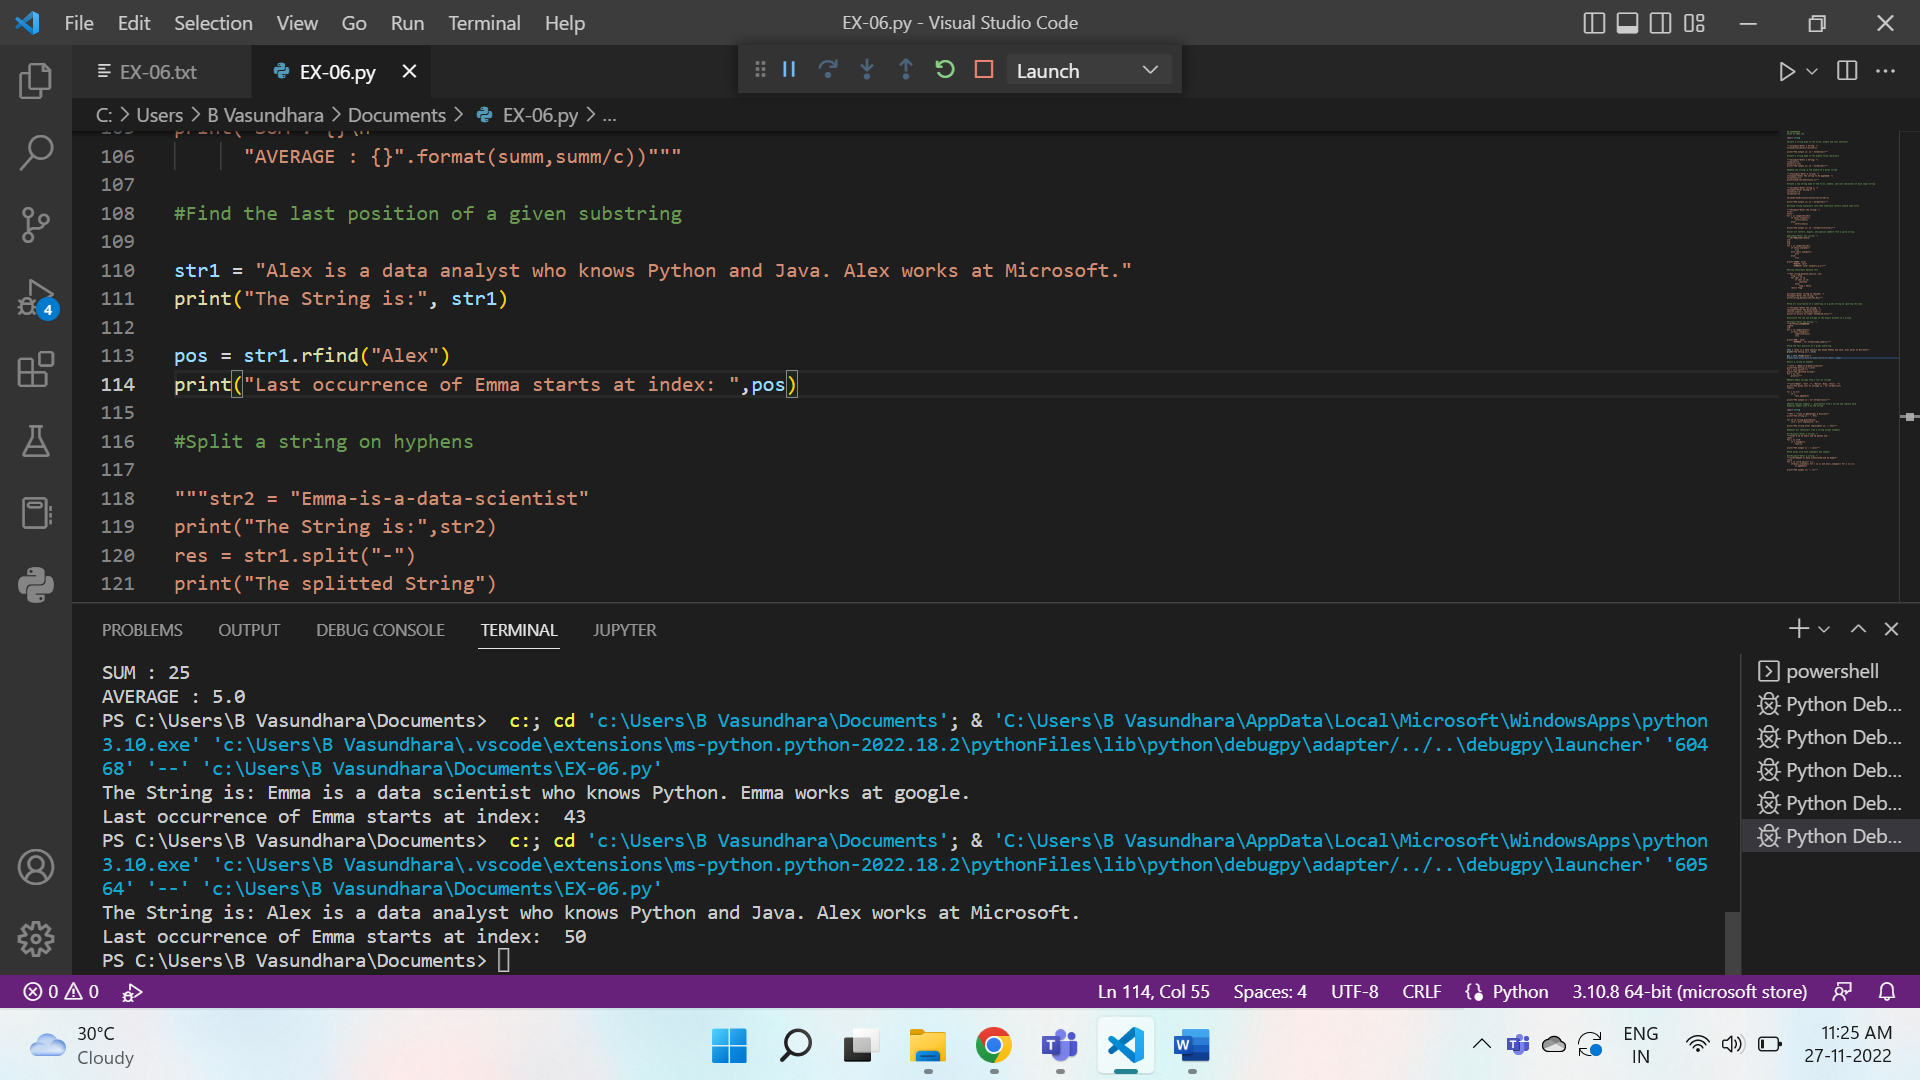 File Edit Selection View Go Run Terminal Help
EX-06.py - Visual Studio Code
EX-06.txt
EX-06.py
Launch
C: > Users > B Vasundhara > Documents > EX-06.py > ...
106 "AVERAGE : {}".format(summ,summ/c))"""
107
108 #Find the last position of a given substring
109
110 str1 = "Alex is a data analyst who knows Python and Java. Alex works at Microsoft."
111 print("The String is:", str1)
112
113 pos = str1.rfind("Alex")
114 print("Last occurrence of Emma starts at index: ",pos)
115
116 #Split a string on hyphens
117
118 """str2 = "Emma-is-a-data-scientist"
119 print("The String is:",str2)
120 res = str1.split("-")
121 print("The splitted String")
4
PROBLEMS OUTPUT DEBUG CONSOLE TERMINAL JUPYTER
SUM : 25
AVERAGE : 5.0
PS C:\Users\B Vasundhara\Documents>  c:; cd 'c:\Users\B Vasundhara\Documents'; & 'C:\Users\B Vasundhara\AppData\Local\Microsoft\WindowsApps\python
3.10.exe' 'c:\Users\B Vasundhara\.vscode\extensions\ms-python.python-2022.18.2\pythonFiles\lib\python\debugpy\adapter/../..\debugpy\launcher' '604
68' '--' 'c:\Users\B Vasundhara\Documents\EX-06.py'
The String is: Emma is a data scientist who knows Python. Emma works at google.
Last occurrence of Emma starts at index:  43
PS C:\Users\B Vasundhara\Documents>  c:; cd 'c:\Users\B Vasundhara\Documents'; & 'C:\Users\B Vasundhara\AppData\Local\Microsoft\WindowsApps\python
3.10.exe' 'c:\Users\B Vasundhara\.vscode\extensions\ms-python.python-2022.18.2\pythonFiles\lib\python\debugpy\adapter/../..\debugpy\launcher' '605
64' '--' 'c:\Users\B Vasundhara\Documents\EX-06.py'
The String is: Alex is a data analyst who knows Python and Java. Alex works at Microsoft.
Last occurrence of Emma starts at index:  50
PS C:\Users\B Vasundhara\Documents>
powershell
Python Deb...
Python Deb...
Python Deb...
Python Deb...
Python Deb...
0 0 Ln 114, Col 55 Spaces: 4 UTF-8 CRLF Python 3.10.8 64-bit (microsoft store)
30°C
Cloudy
ENG
IN
11:25 AM
27-11-2022